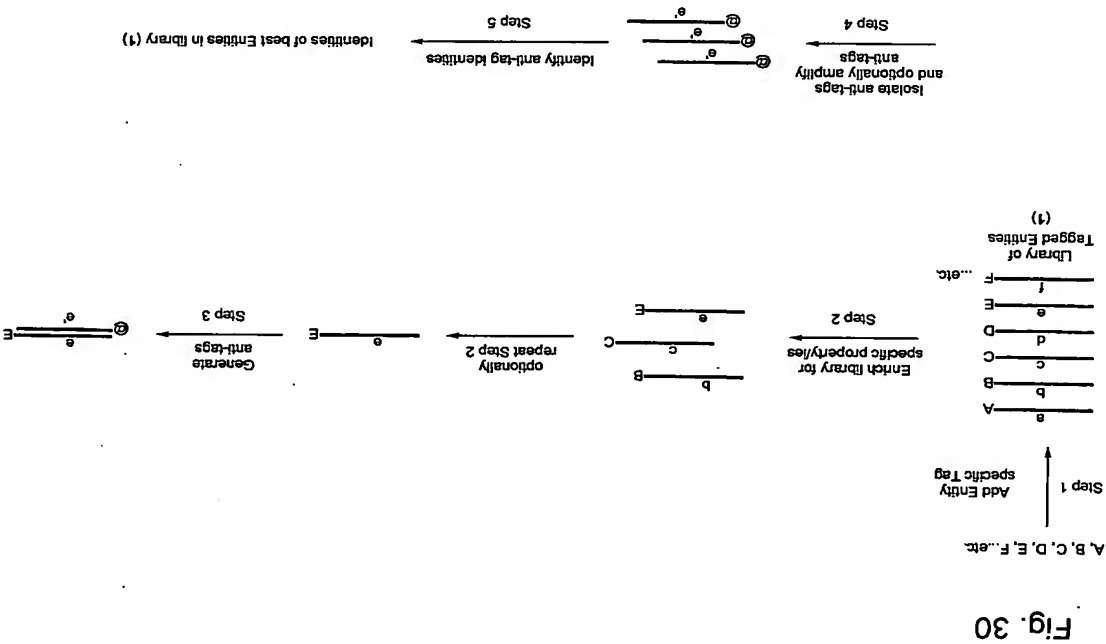 Fig. 30
A, B, C, D, E, F...etc.
Step 1
Add Entity
specific Tag
a
A
b
B
c
C
d
D
e
E
f
F ...etc.
Library of
Tagged Entities
(1)
Enrich library for
specific property/ies
Step 2
b
B
c
C
e
E
optionally
repeat Step 2
e
E
Generate
anti-tags
Step 3
e
E
@
e'
Isolate anti-tags
and optionally amplify
anti-tags
Step 4
@
e'
@
e'
@
e'
Identify anti-tag identities
Step 5
Identities of best Entities in library (1)